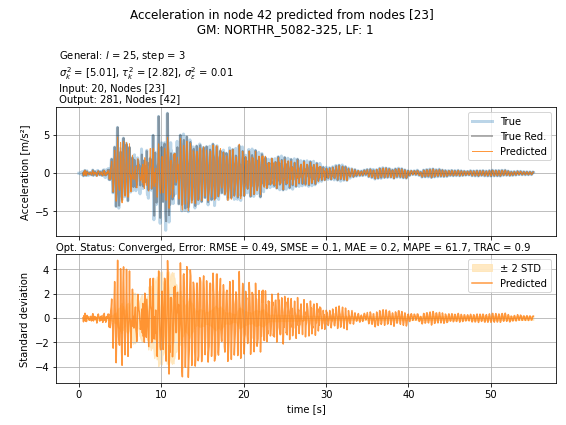 Acceleration in node 42 predicted from nodes [23]
GM: NORTHR_5082-325, LF: 1
General: l = 25, step = 3
σ²ₖ = [5.01], τ²ₖ = [2.82], σ²ε = 0.01
Input: 20, Nodes [23]
Output: 281, Nodes [42]
Acceleration [m/s²]
5
0
−5
True
True Red.
Predicted
Opt. Status: Converged, Error: RMSE = 0.49, SMSE = 0.1, MAE = 0.2, MAPE = 61.7, TRAC = 0.9
Standard deviation
4
2
0
−2
−4
± 2 STD
Predicted
0 10 20 30 40 50
time [s]